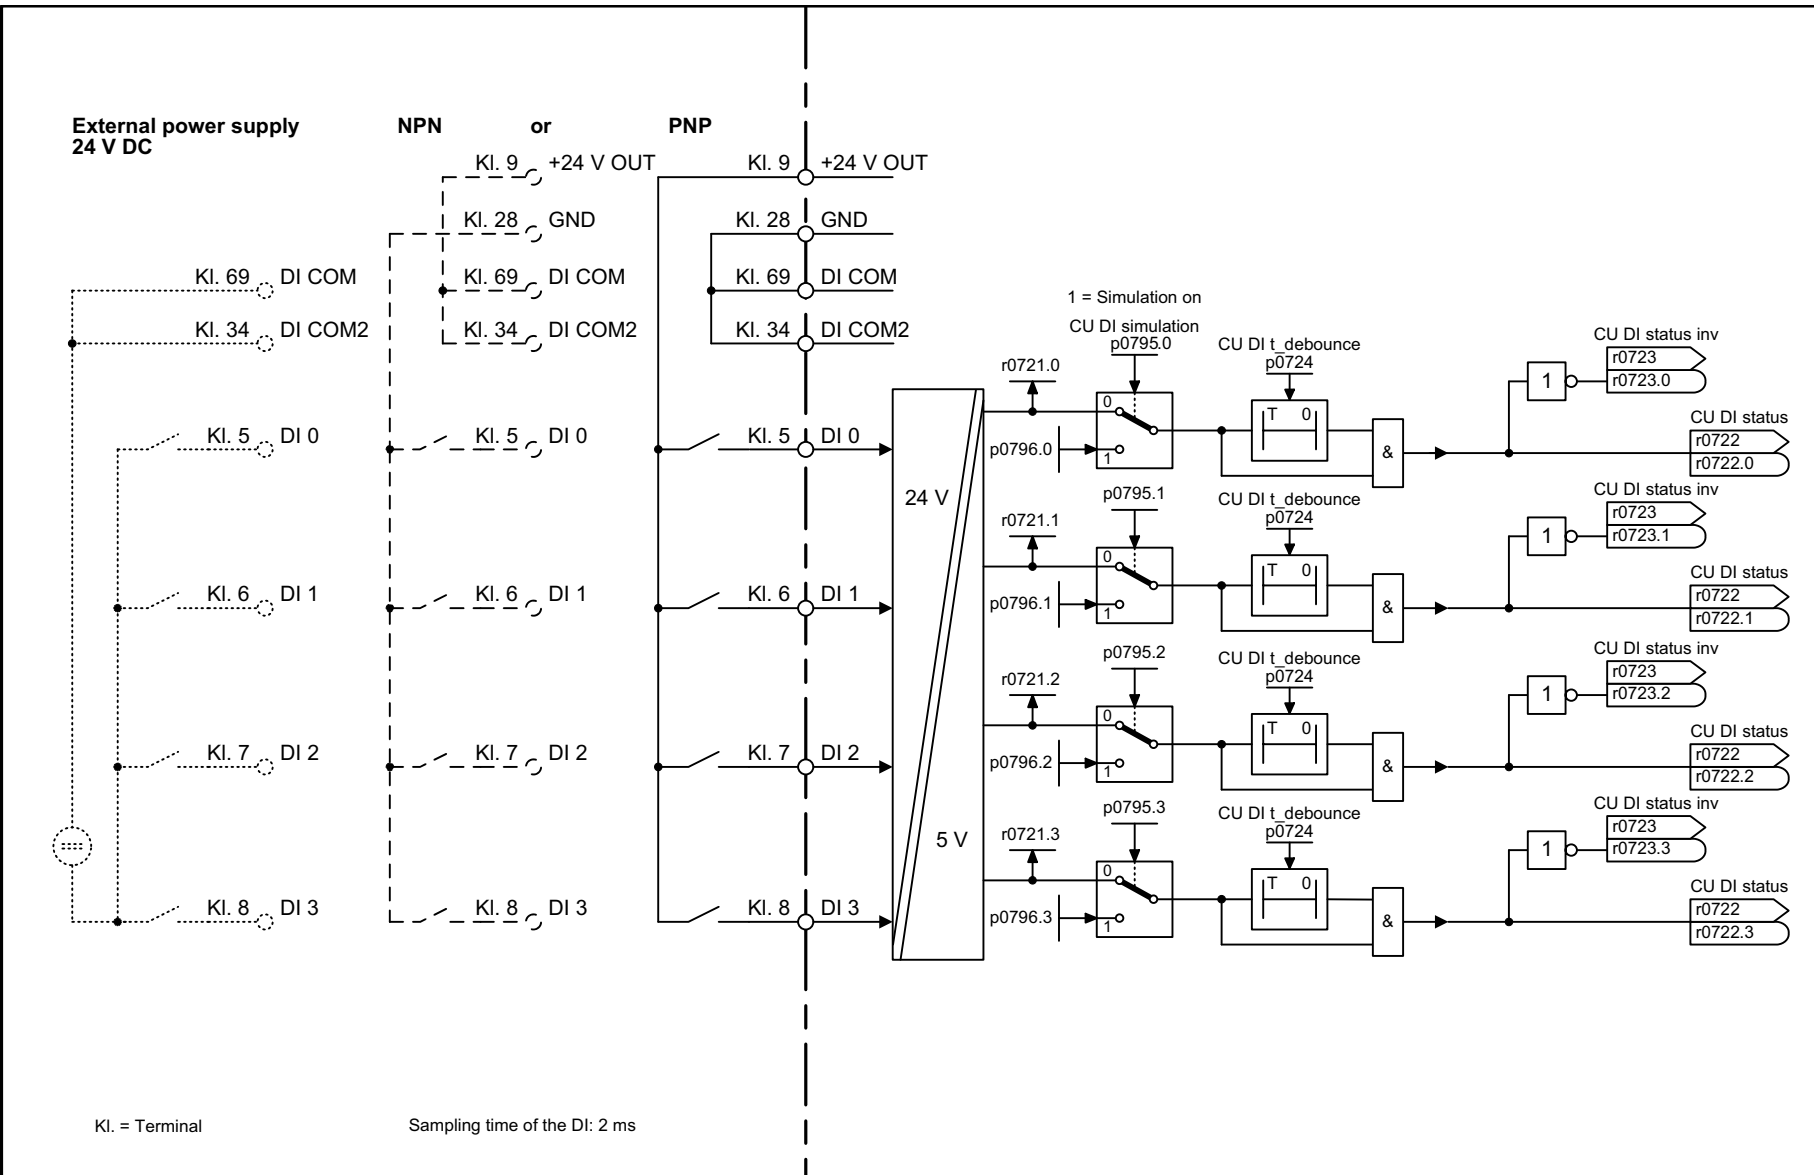 External power supply
24 V DC
NPN or PNP
Kl. 9 +24 V OUT Kl. 9 +24 V OUT
Kl. 28 GND Kl. 28 GND
Kl. 69 DI COM Kl. 69 DI COM Kl. 69 DI COM
Kl. 34 DI COM2 Kl. 34 DI COM2 Kl. 34 DI COM2
Kl. 5 DI 0 Kl. 5 DI 0 Kl. 5 DI 0
Kl. 6 DI 1 Kl. 6 DI 1 Kl. 6 DI 1
Kl. 7 DI 2 Kl. 7 DI 2 Kl. 7 DI 2
Kl. 8 DI 3 Kl. 8 DI 3 Kl. 8 DI 3
24 V
5 V
1 = Simulation on
CU DI simulation
p0795.0
r0721.0
0
p0796.0
1
CU DI t_debounce
p0724
T 0
&
1
CU DI status inv
r0723
r0723.0
CU DI status
r0722
r0722.0
p0795.1
r0721.1
0
p0796.1
1
CU DI t_debounce
p0724
T 0
&
1
CU DI status inv
r0723
r0723.1
CU DI status
r0722
r0722.1
p0795.2
r0721.2
0
p0796.2
1
CU DI t_debounce
p0724
T 0
&
1
CU DI status inv
r0723
r0723.2
CU DI status
r0722
r0722.2
p0795.3
r0721.3
0
p0796.3
1
CU DI t_debounce
p0724
T 0
&
1
CU DI status inv
r0723
r0723.3
CU DI status
r0722
r0722.3
Kl. = Terminal
Sampling time of the DI: 2 ms